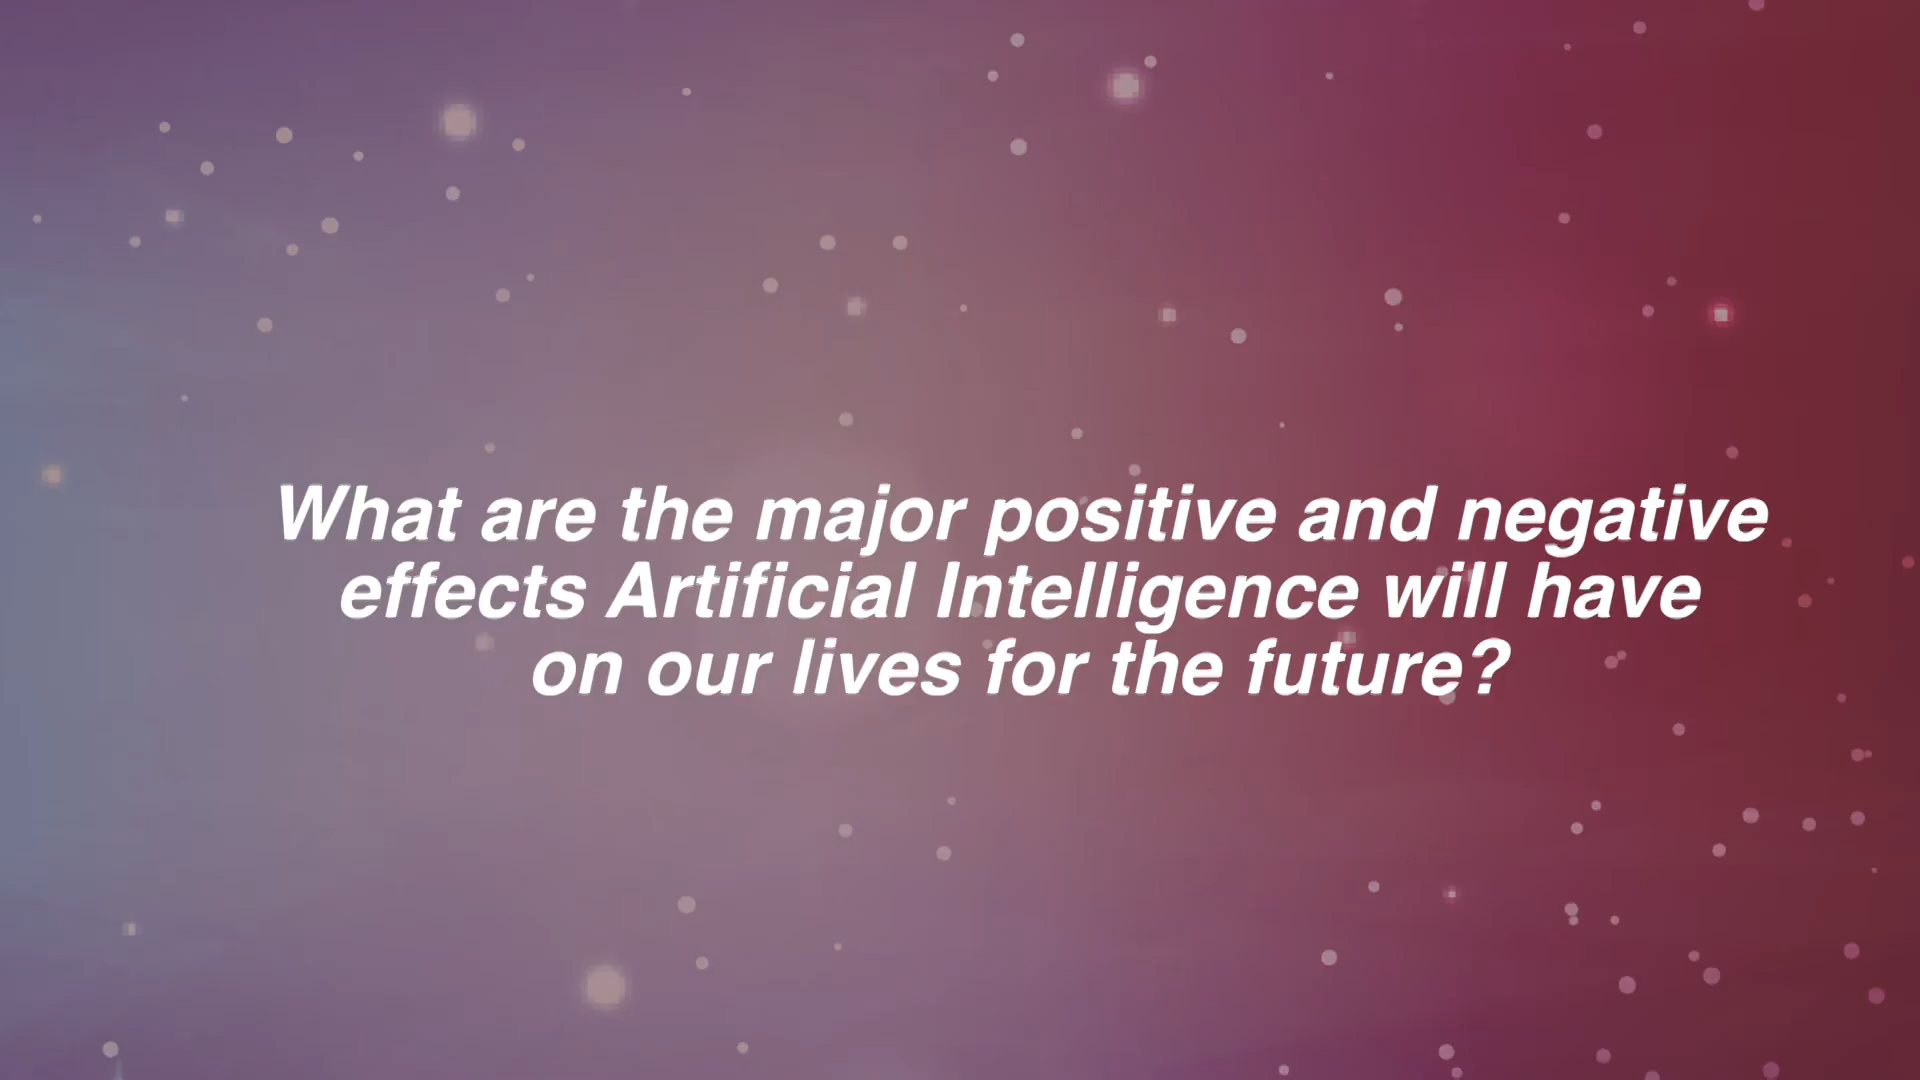 What are the major positive and negative
effects Artificial Intelligence will have
on our lives for the future?